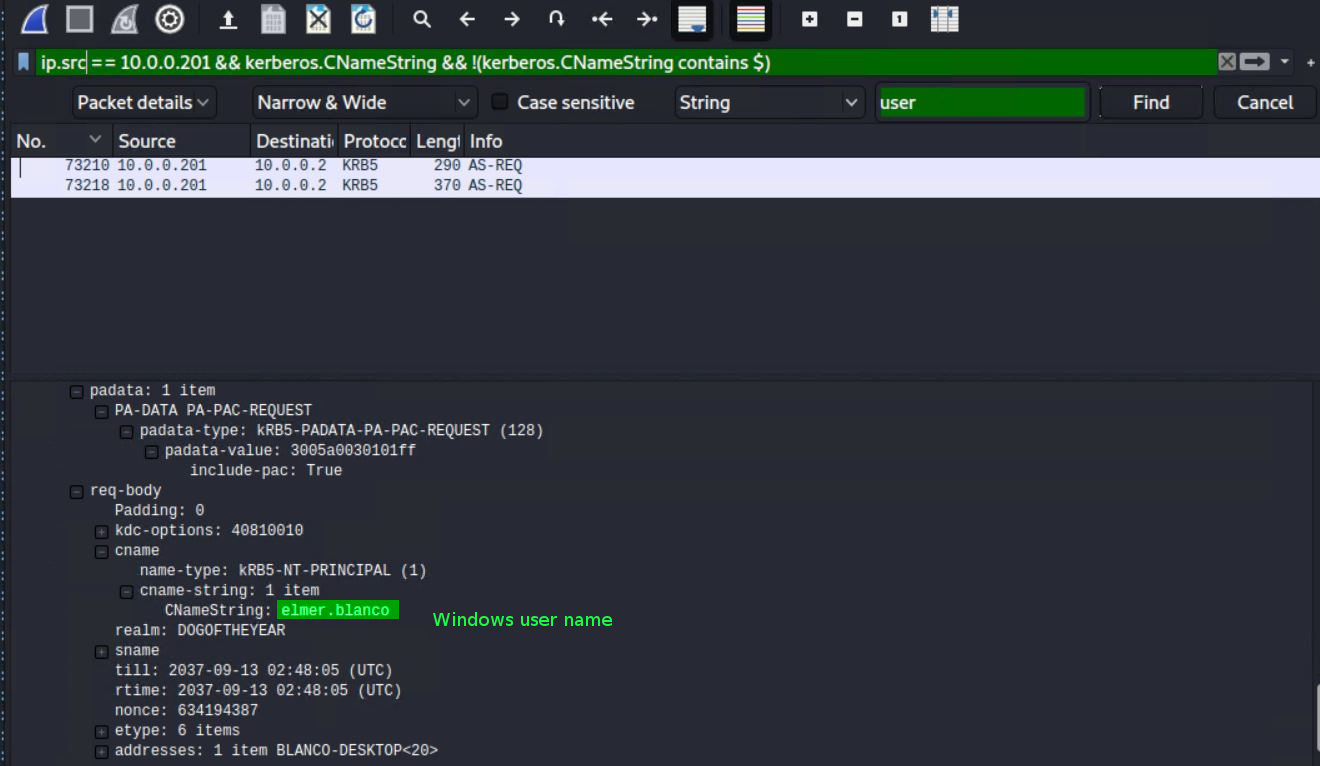 ip.src == 10.0.0.201 && kerberos.CNameString && !(kerberos.CNameString contains $)
Packet details Narrow & Wide Case sensitive String user Find Cancel
No. Source Destinati Protocc Lengt Info
73210 10.0.0.201 10.0.0.2 KRB5 290 AS-REQ
73218 10.0.0.201 10.0.0.2 KRB5 370 AS-REQ
padata: 1 item
PA-DATA PA-PAC-REQUEST
padata-type: kRB5-PADATA-PA-PAC-REQUEST (128)
padata-value: 3005a0030101ff
include-pac: True
req-body
Padding: 0
kdc-options: 40810010
cname
name-type: kRB5-NT-PRINCIPAL (1)
cname-string: 1 item
CNameString: elmer.blanco Windows user name
realm: DOGOFTHEYEAR
sname
till: 2037-09-13 02:48:05 (UTC)
rtime: 2037-09-13 02:48:05 (UTC)
nonce: 634194387
etype: 6 items
addresses: 1 item BLANCO-DESKTOP<20>